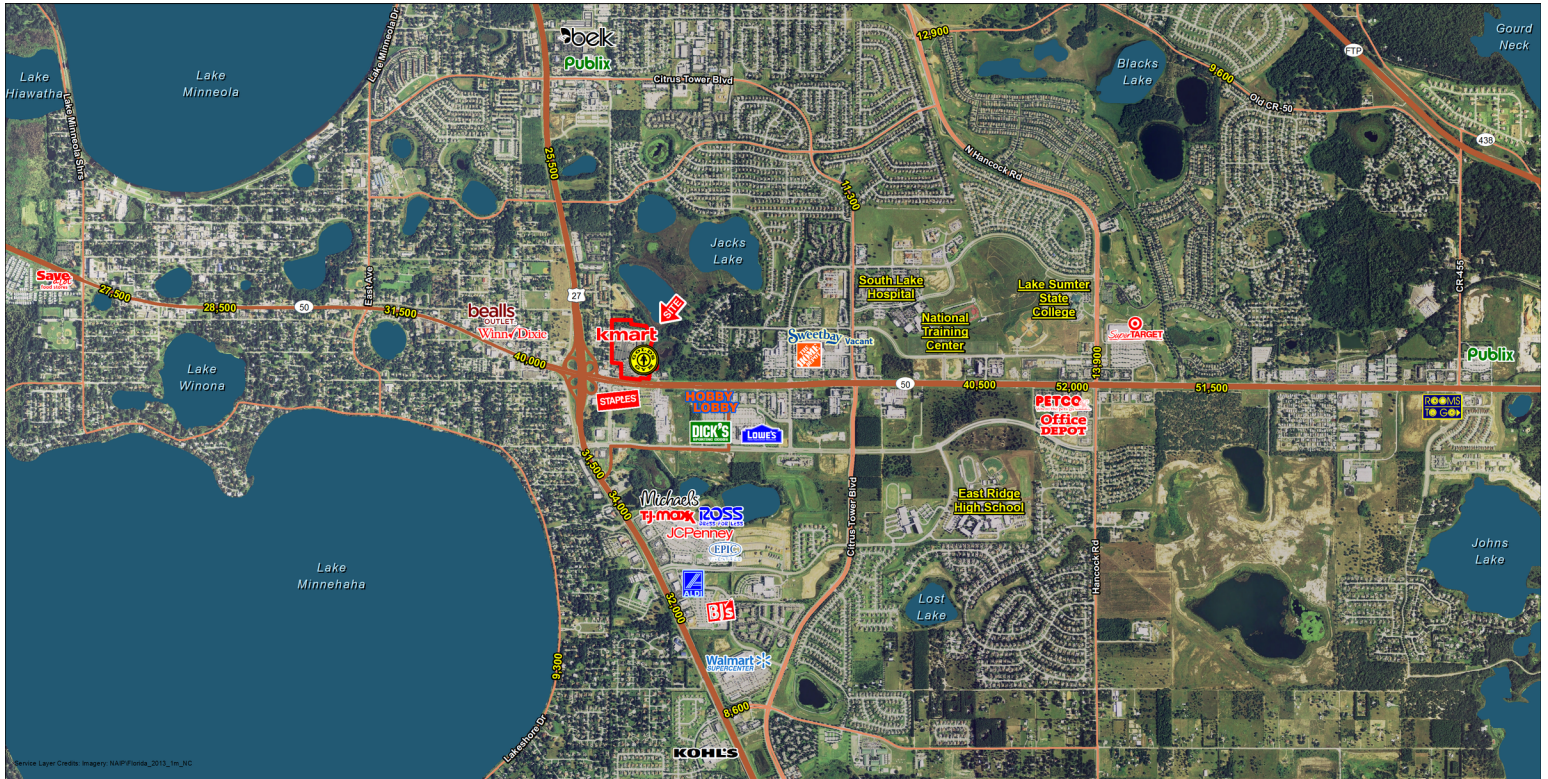 belk
Publix
12,900
FTP
Gourd
Neck
Lake
Hiawatha
Lake
Minneola
Lake Minneola Dr
Citrus Tower Blvd
Blacks
Lake
9,600
Old CR-50
Lake Minneola Shrs
25,500
N Hancock Rd
438
11,300
Jacks
Lake
Save
food stores
27,500
28,500
50
31,500
East Ave
27
SITE
South Lake
Hospital
Lake Sumter
State
College
CR-455
bealls
OUTLET
Winn Dixie
kmart
Sweetbay
Vacant
National
Training
Center
SuperTARGET
40,000
Publix
Lake
Winona
13,900
50
40,500
52,000
51,500
STAPLES
HOBBY
LOBBY
PETCO
ROOMS
TO GO
DICK'S
SPORTING GOODS
LOWE'S
Office
DEPOT
31,500
34,000
Michaels
T.J.maxx
ROSS
DRESS FOR LESS
JCPenney
EPIC
East Ridge
High School
Citrus Tower Blvd
Lake
Minnehaha
Johns
Lake
Hancock Rd
ALDI
32,000
BJ's
Lost
Lake
9,300
Walmart
SUPERCENTER
8,600
Lakeshore Dr
KOHL'S
Service Layer Credits: Imagery: NAIP\Florida_2013_1m_NC